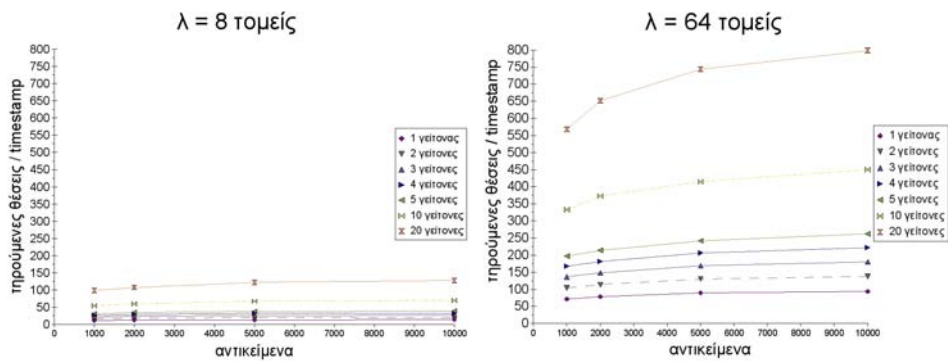 λ = 8 τομείς
800
750
700
650
600
550
500
450
400
350
300
250
200
150
100
50
0
τηρούμενες θέσεις / timestamp
0 1000 2000 3000 4000 5000 6000 7000 8000 9000 10000
αντικείμενα
1 γείτονας
2 γείτονες
3 γείτονες
4 γείτονες
5 γείτονες
10 γείτονες
20 γείτονες
λ = 64 τομείς
800
750
700
650
600
550
500
450
400
350
300
250
200
150
100
50
0
τηρούμενες θέσεις / timestamp
0 1000 2000 3000 4000 5000 6000 7000 8000 9000 10000
αντικείμενα
1 γείτονας
2 γείτονες
3 γείτονες
4 γείτονες
5 γείτονες
10 γείτονες
20 γείτονες